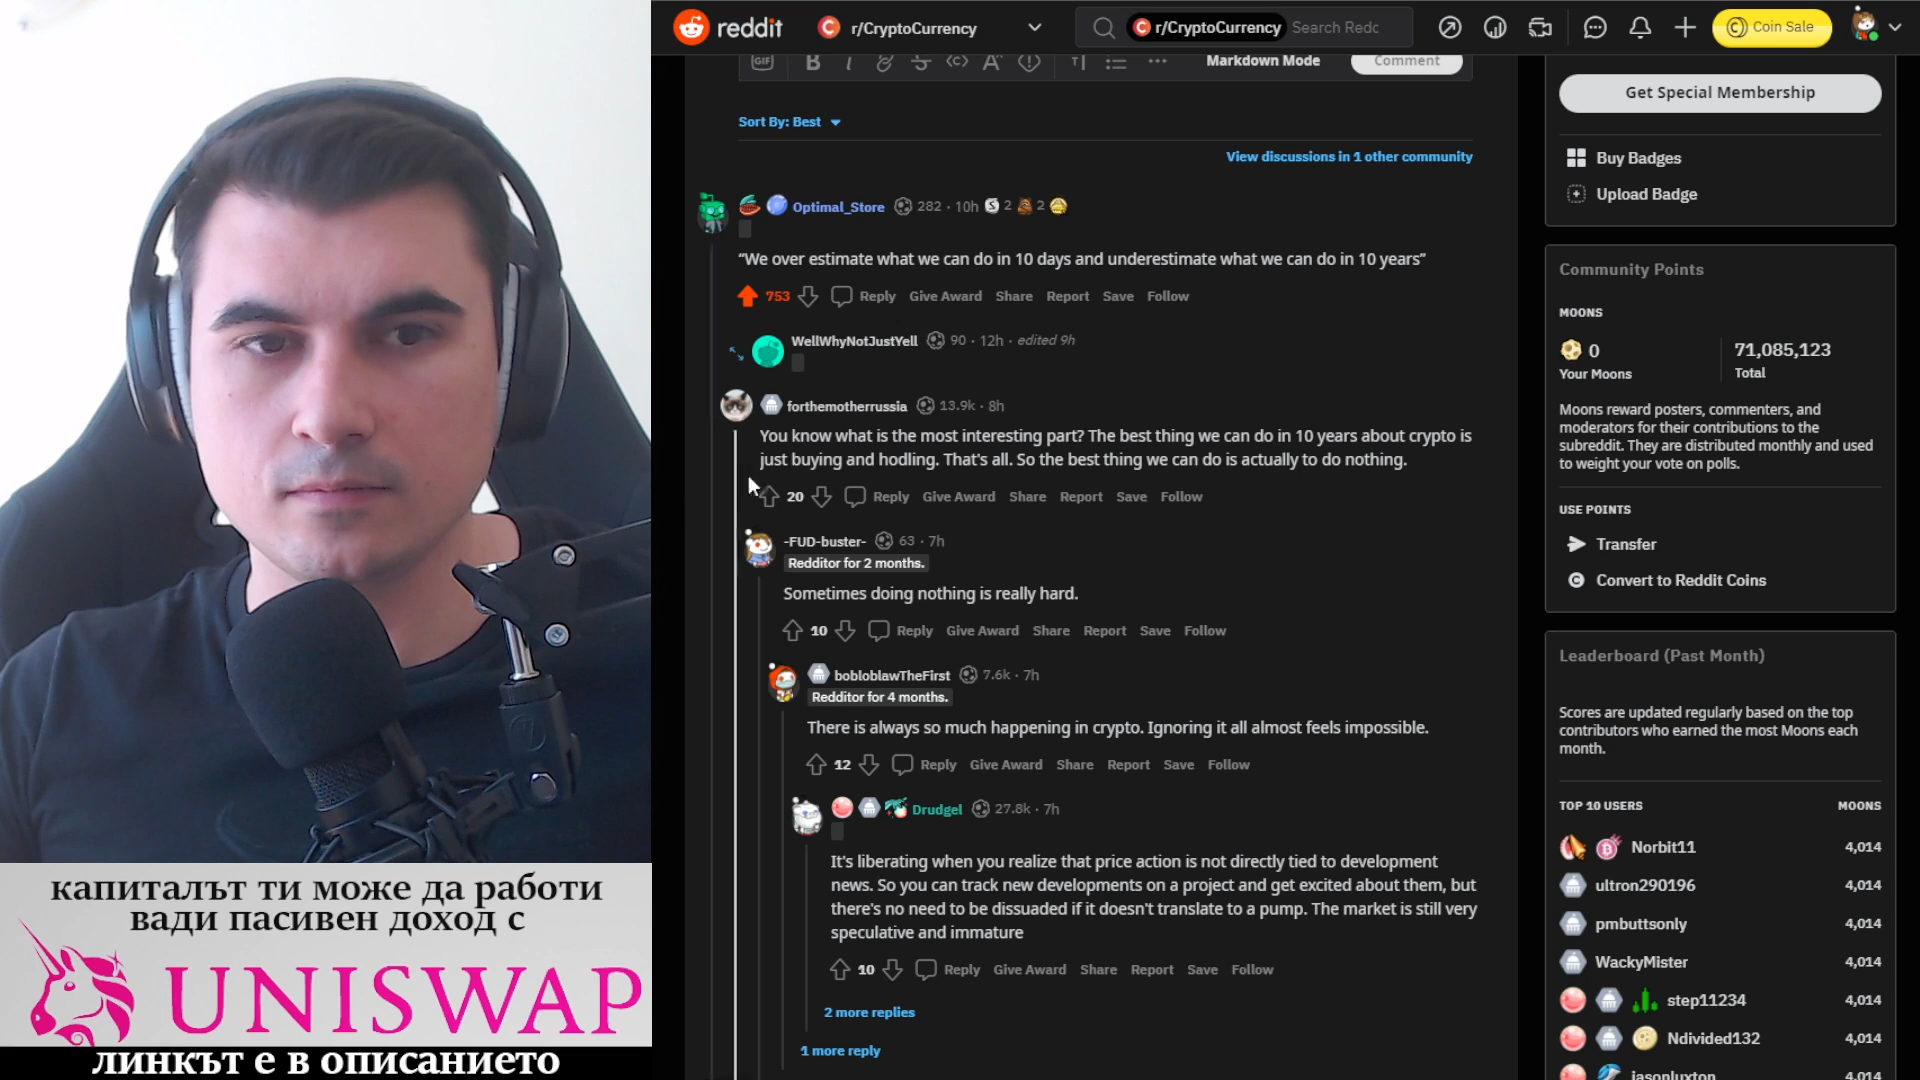 reddit
r/CryptoCurrency
r/CryptoCurrency Search Redc
Coin Sale
GIF B i Markdown Mode Comment
Sort By: Best
View discussions in 1 other community
Optimal_Store 282 · 10h 2 2
“We over estimate what we can do in 10 days and underestimate what we can do in 10 years”
753 Reply Give Award Share Report Save Follow
WellWhyNotJustYell 90 · 12h · edited 9h
forthemotherrussia 13.9k · 8h
You know what is the most interesting part? The best thing we can do in 10 years about crypto is
just buying and hodling. That's all. So the best thing we can do is actually to do nothing.
20 Reply Give Award Share Report Save Follow
-FUD-buster- 63 · 7h
Redditor for 2 months.
Sometimes doing nothing is really hard.
10 Reply Give Award Share Report Save Follow
bobloblawTheFirst 7.6k · 7h
Redditor for 4 months.
There is always so much happening in crypto. Ignoring it all almost feels impossible.
12 Reply Give Award Share Report Save Follow
Drudgel 27.8k · 7h
It's liberating when you realize that price action is not directly tied to development
news. So you can track new developments on a project and get excited about them, but
there's no need to be dissuaded if it doesn't translate to a pump. The market is still very
speculative and immature
10 Reply Give Award Share Report Save Follow
2 more replies
1 more reply
Get Special Membership
Buy Badges
Upload Badge
Community Points
MOONS
0 71,085,123
Your Moons Total
Moons reward posters, commenters, and
moderators for their contributions to the
subreddit. They are distributed monthly and used
to weight your vote on polls.
USE POINTS
Transfer
Convert to Reddit Coins
Leaderboard (Past Month)
Scores are updated regularly based on the top
contributors who earned the most Moons each
month.
TOP 10 USERS MOONS
Norbit11 4,014
ultron290196 4,014
pmbuttsonly 4,014
WackyMister 4,014
step11234 4,014
Ndivided132 4,014
jasonluxton 4,014
капиталът ти може да работи
вади пасивен доход с
UNISWAP
линкът е в описанието